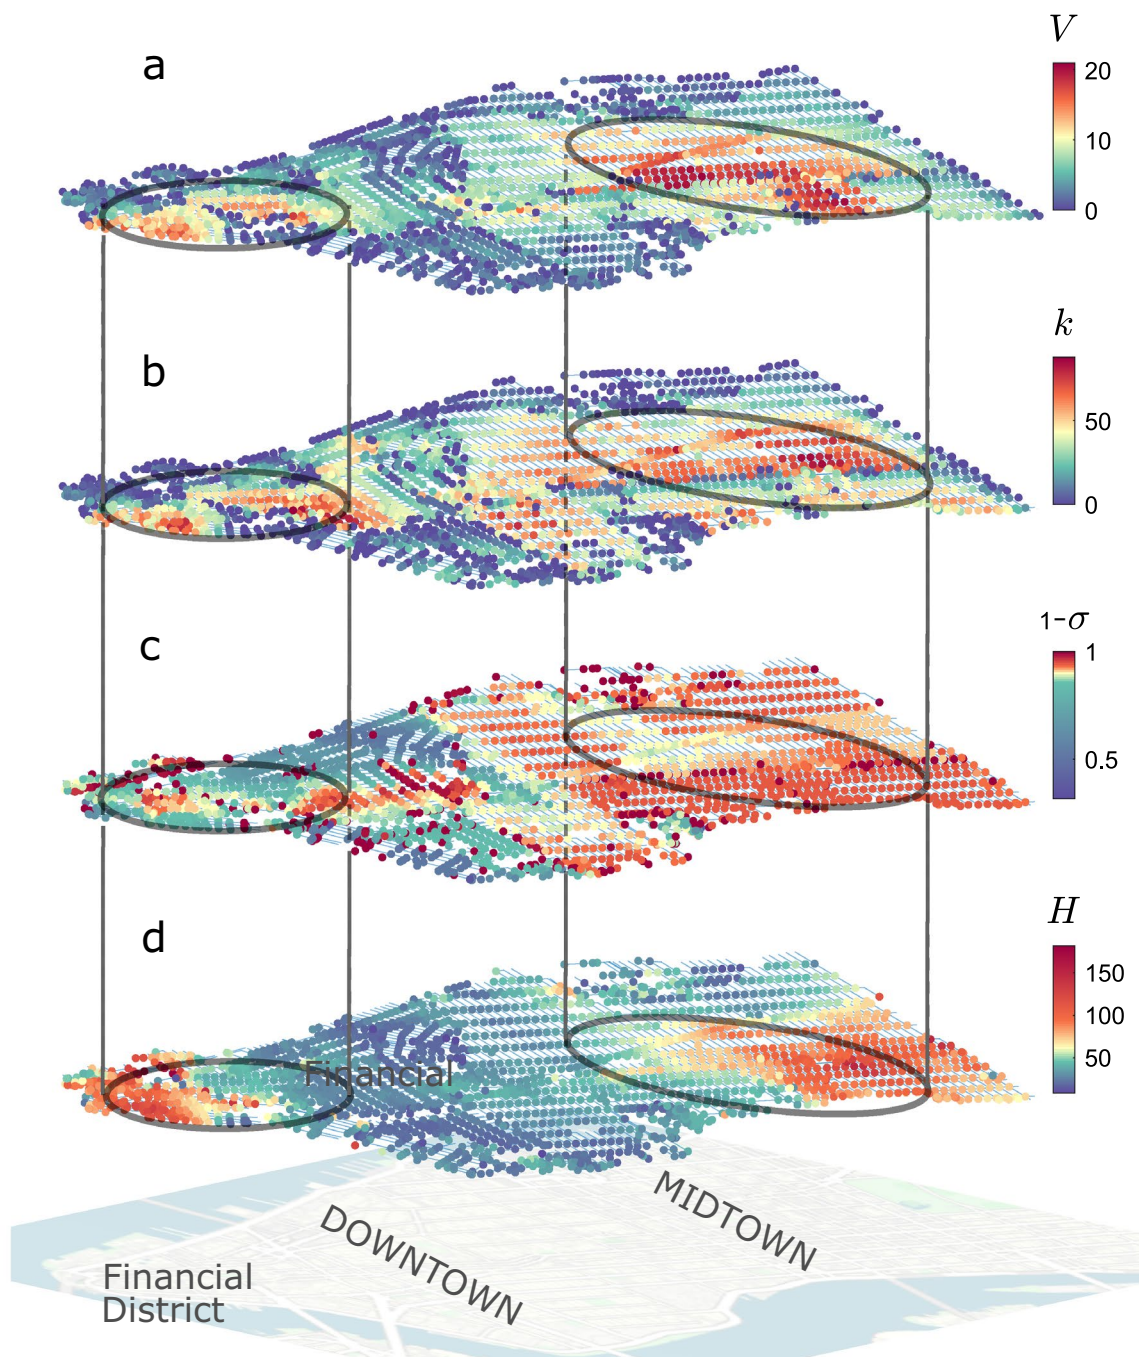 a
V
20
10
0
b
k
50
0
c
1-σ
1
0.5
d
H
150
100
50
Financial
MIDTOWN
DOWNTOWN
Financial
District